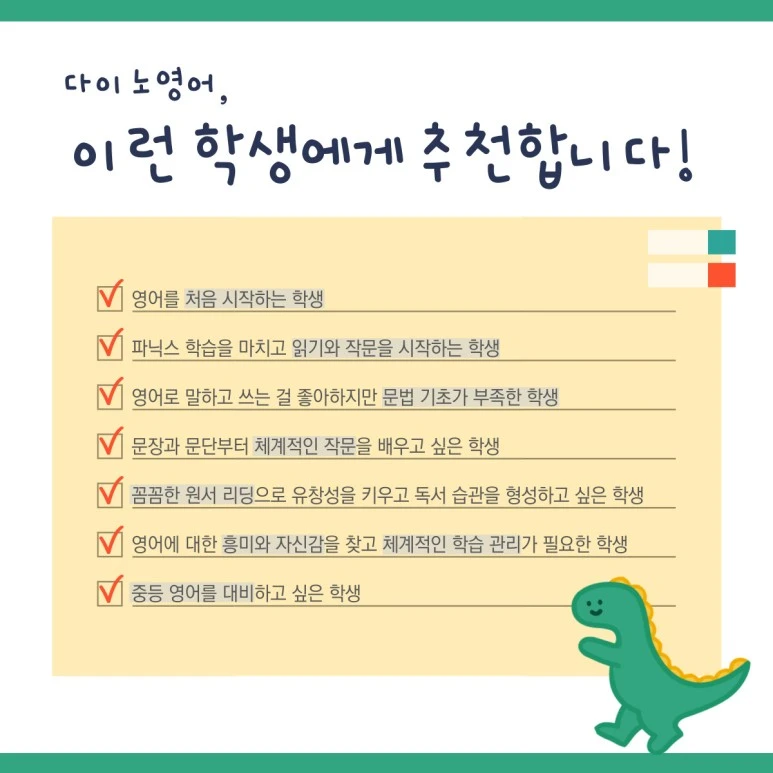 다이노영어,
이런 학생에게 추천합니다!
영어를 처음 시작하는 학생
파닉스 학습을 마치고 읽기와 작문을 시작하는 학생
영어로 말하고 쓰는 걸 좋아하지만 문법 기초가 부족한 학생
문장과 문단부터 체계적인 작문을 배우고 싶은 학생
꼼꼼한 원서 리딩으로 유창성을 키우고 독서 습관을 형성하고 싶은 학생
영어에 대한 흥미와 자신감을 찾고 체계적인 학습 관리가 필요한 학생
중등 영어를 대비하고 싶은 학생